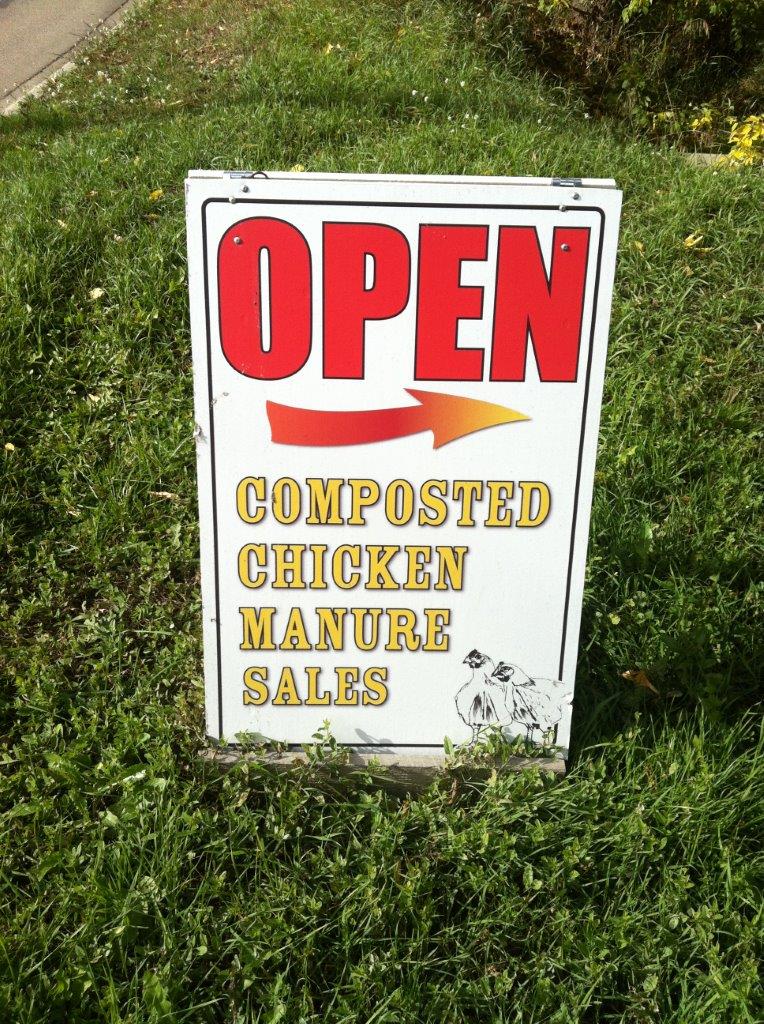 OPEN
COMPOSTED
CHICKEN
MANURE
SALES